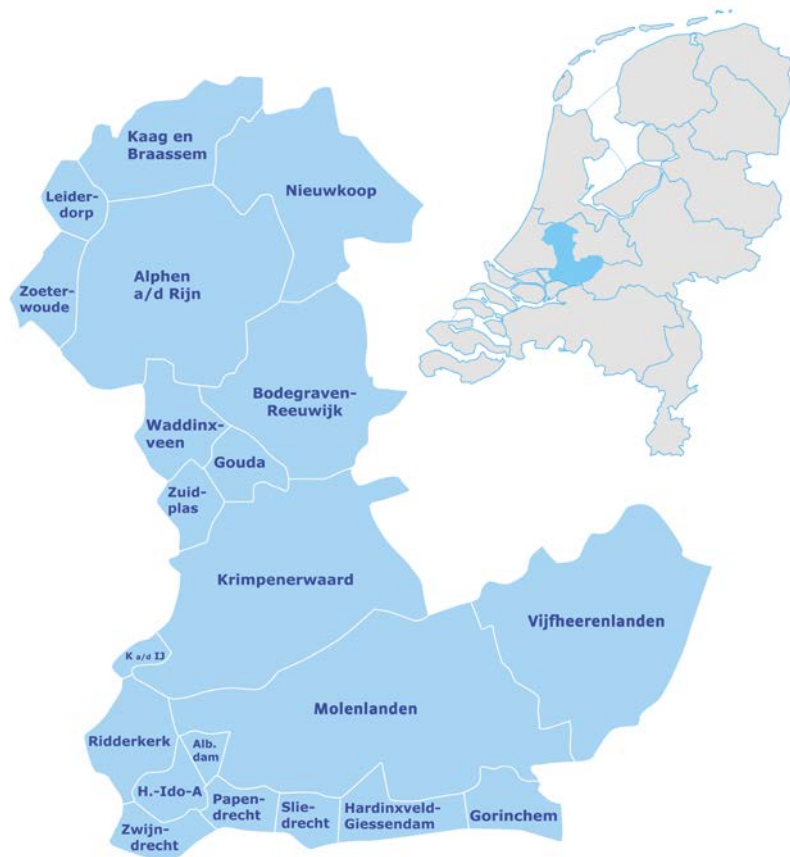 Kaag en
Braassem
Nieuwkoop
Leider-
dorp
Alphen
a/d Rijn
Zoeter-
woude
Bodegraven-
Reeuwijk
Waddinx-
veen
Gouda
Zuid-
plas
Krimpenerwaard
Vijfheerenlanden
K a/d IJ
Molenlanden
Ridderkerk
Alb.
dam
H.-Ido-A
Papen-
drecht
Slie-
drecht
Hardinxveld-
Giessendam
Gorinchem
Zwijn-
drecht